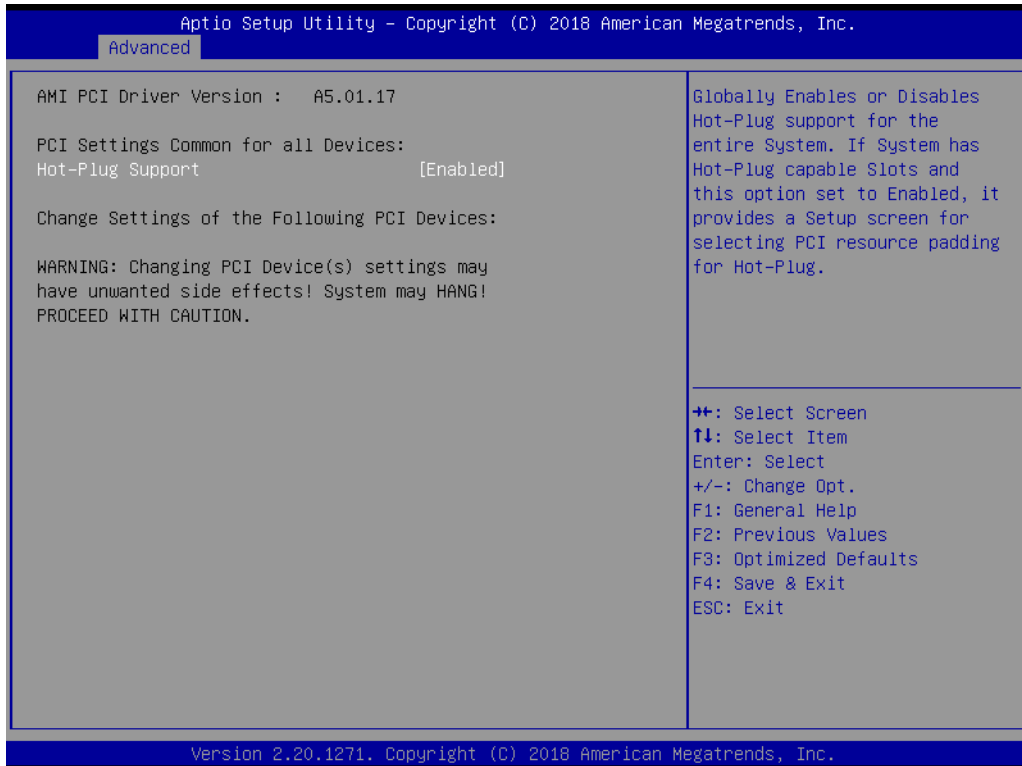 Aptio Setup Utility – Copyright (C) 2018 American Megatrends, Inc.
Advanced
AMI PCI Driver Version : A5.01.17
PCI Settings Common for all Devices:
Hot-Plug Support [Enabled]
Change Settings of the Following PCI Devices:
WARNING: Changing PCI Device(s) settings may
have unwanted side effects! System may HANG!
PROCEED WITH CAUTION.
Globally Enables or Disables
Hot-Plug support for the
entire System. If System has
Hot-Plug capable Slots and
this option set to Enabled, it
provides a Setup screen for
selecting PCI resource padding
for Hot-Plug.
→←: Select Screen
↑↓: Select Item
Enter: Select
+/-: Change Opt.
F1: General Help
F2: Previous Values
F3: Optimized Defaults
F4: Save & Exit
ESC: Exit
Version 2.20.1271. Copyright (C) 2018 American Megatrends, Inc.